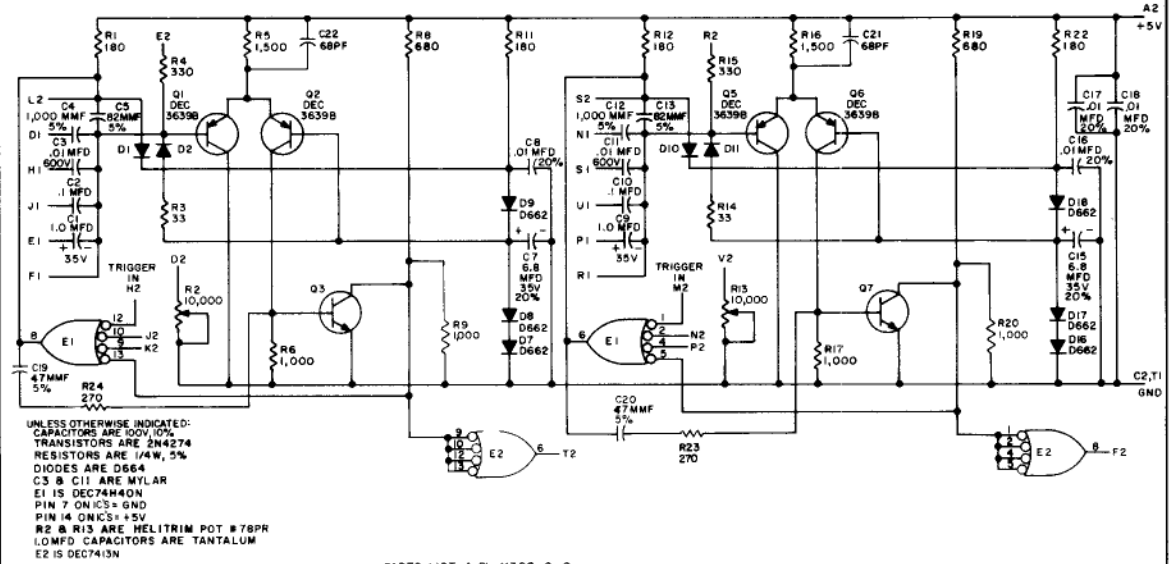 A2
+5V
R1
180
E2
R4
330
R5
1,500
C22
68PF
R8
680
R11
180
R12
180
R2
R15
330
R16
1,500
C21
68PF
R19
680
R22
180
L2
C4
1,000 MMF
5%
C5
82MMF
5%
D1
C3
.01 MFD
600V
H1
C2
.1 MFD
J1
C1
1.0 MFD
E1
+ -
35V
F1
Q1
DEC
3639B
Q2
DEC
3639B
D1
D2
R3
33
C8
.01 MFD
20%
D9
D662
+ -
C7
6.8
MFD
35V
20%
D8
D662
D7
D662
S2
C12
1,000 MMF
5%
C13
82MMF
5%
N1
C11
.01 MFD
600V
S1
C10
.1 MFD
U1
C9
1.0 MFD
P1
+ -
35V
R1
Q5
DEC
3639B
Q6
DEC
3639B
D10
D11
R14
33
C17
.01
MFD
20%
C18
.01
MFD
20%
C16
.01 MFD
20%
D18
D662
+ -
C15
6.8
MFD
35V
20%
D17
D662
D16
D662
TRIGGER
IN
H2
D2
R2
10,000
Q3
R9
1,000
R6
1,000
8
E1
12
10
9
13
J2
K2
C19
47MMF
5%
R24
270
TRIGGER
IN
M2
V2
R13
10,000
Q7
R20
1,000
R17
1,000
6
E1
1
2
4
5
N2
P2
C20
47MMF
5%
R23
270
C2,T1
GND
9
10
12
13
E2
6
T2
1
2
4
5
E2
8
F2
UNLESS OTHERWISE INDICATED:
CAPACITORS ARE 100V, 10%
TRANSISTORS ARE 2N4274
RESISTORS ARE 1/4W, 5%
DIODES ARE D664
C3 & C11 ARE MYLAR
E1 IS DEC74H40N
PIN 7 ON IC'S = GND
PIN 14 ON IC'S = +5V
R2 & R13 ARE HELITRIM POT #78PR
1.0MFD CAPACITORS ARE TANTALUM
E2 IS DEC7413N